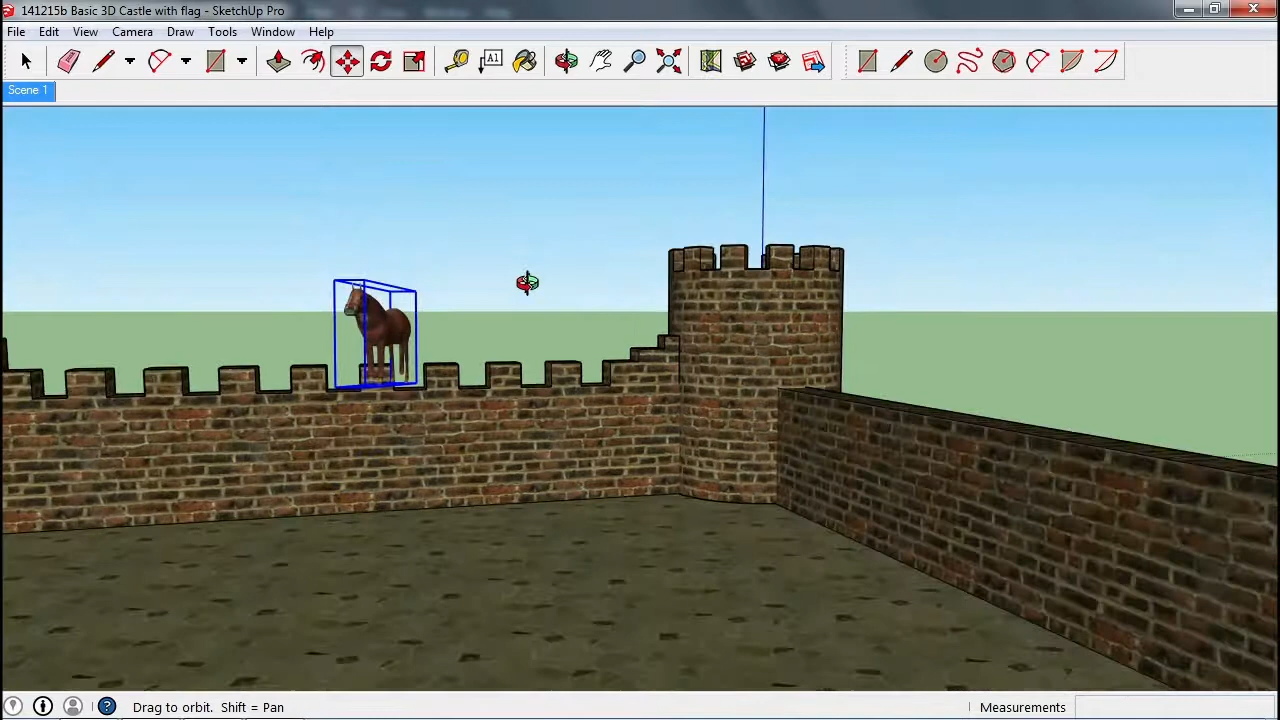 141215b Basic 3D Castle with flag - SketchUp Pro
File Edit View Camera Draw Tools Window Help
A1
Scene 1
Drag to orbit. Shift = Pan
Measurements